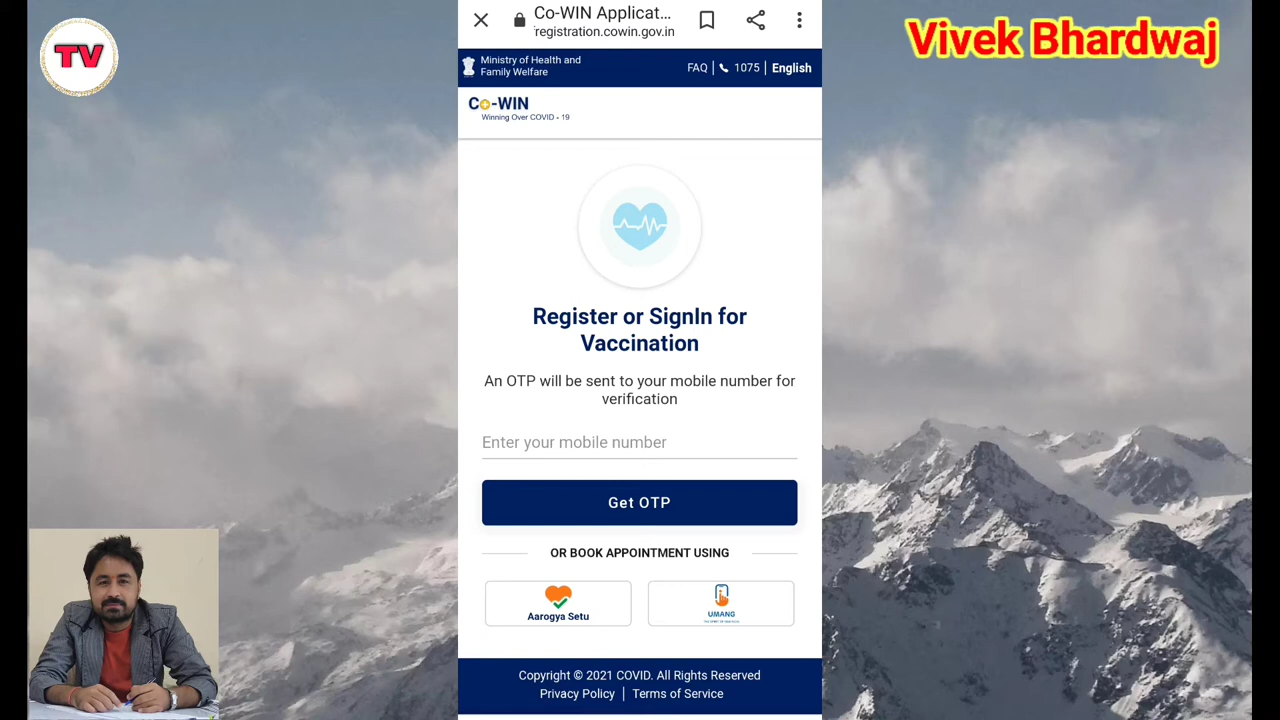 TV
Vivek Bhardwaj
Co-WIN Applicat...
registration.cowin.gov.in
Ministry of Health and
Family Welfare
FAQ | 1075 | English
Co-WIN
Winning Over COVID - 19
Register or SignIn for
Vaccination
An OTP will be sent to your mobile number for
verification
Enter your mobile number
Get OTP
OR BOOK APPOINTMENT USING
Aarogya Setu
UMANG
Copyright © 2021 COVID. All Rights Reserved
Privacy Policy | Terms of Service